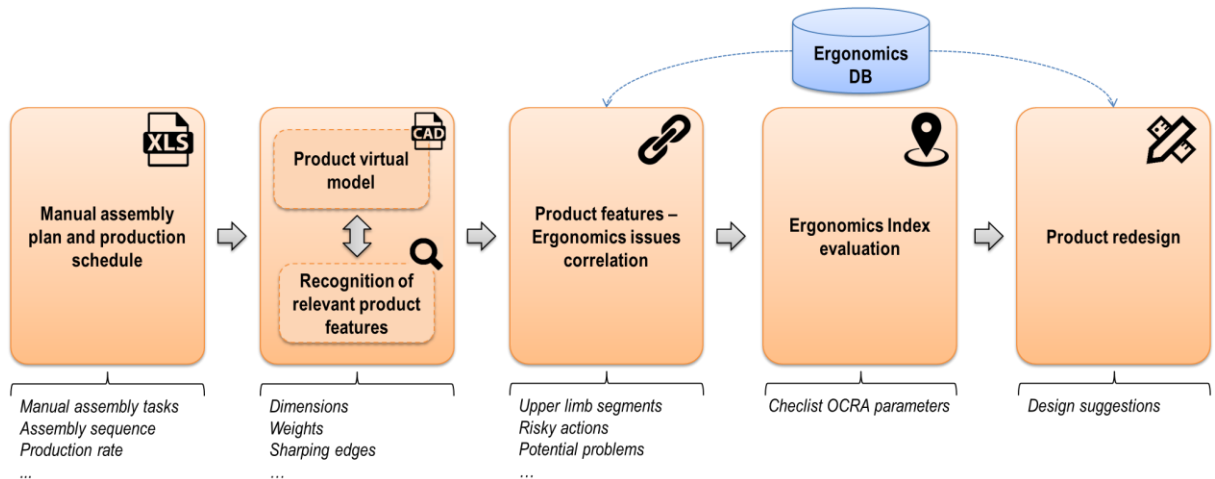 Ergonomics
DB
XLS
Manual assembly
plan and production
schedule
CAD
Product virtual
model
Recognition of
relevant product
features
Product features –
Ergonomics issues
correlation
Ergonomics Index
evaluation
Product redesign
Manual assembly tasks
Assembly sequence
Production rate
...
Dimensions
Weights
Sharping edges
…
Upper limb segments
Risky actions
Potential problems
…
Checlist OCRA parameters
Design suggestions